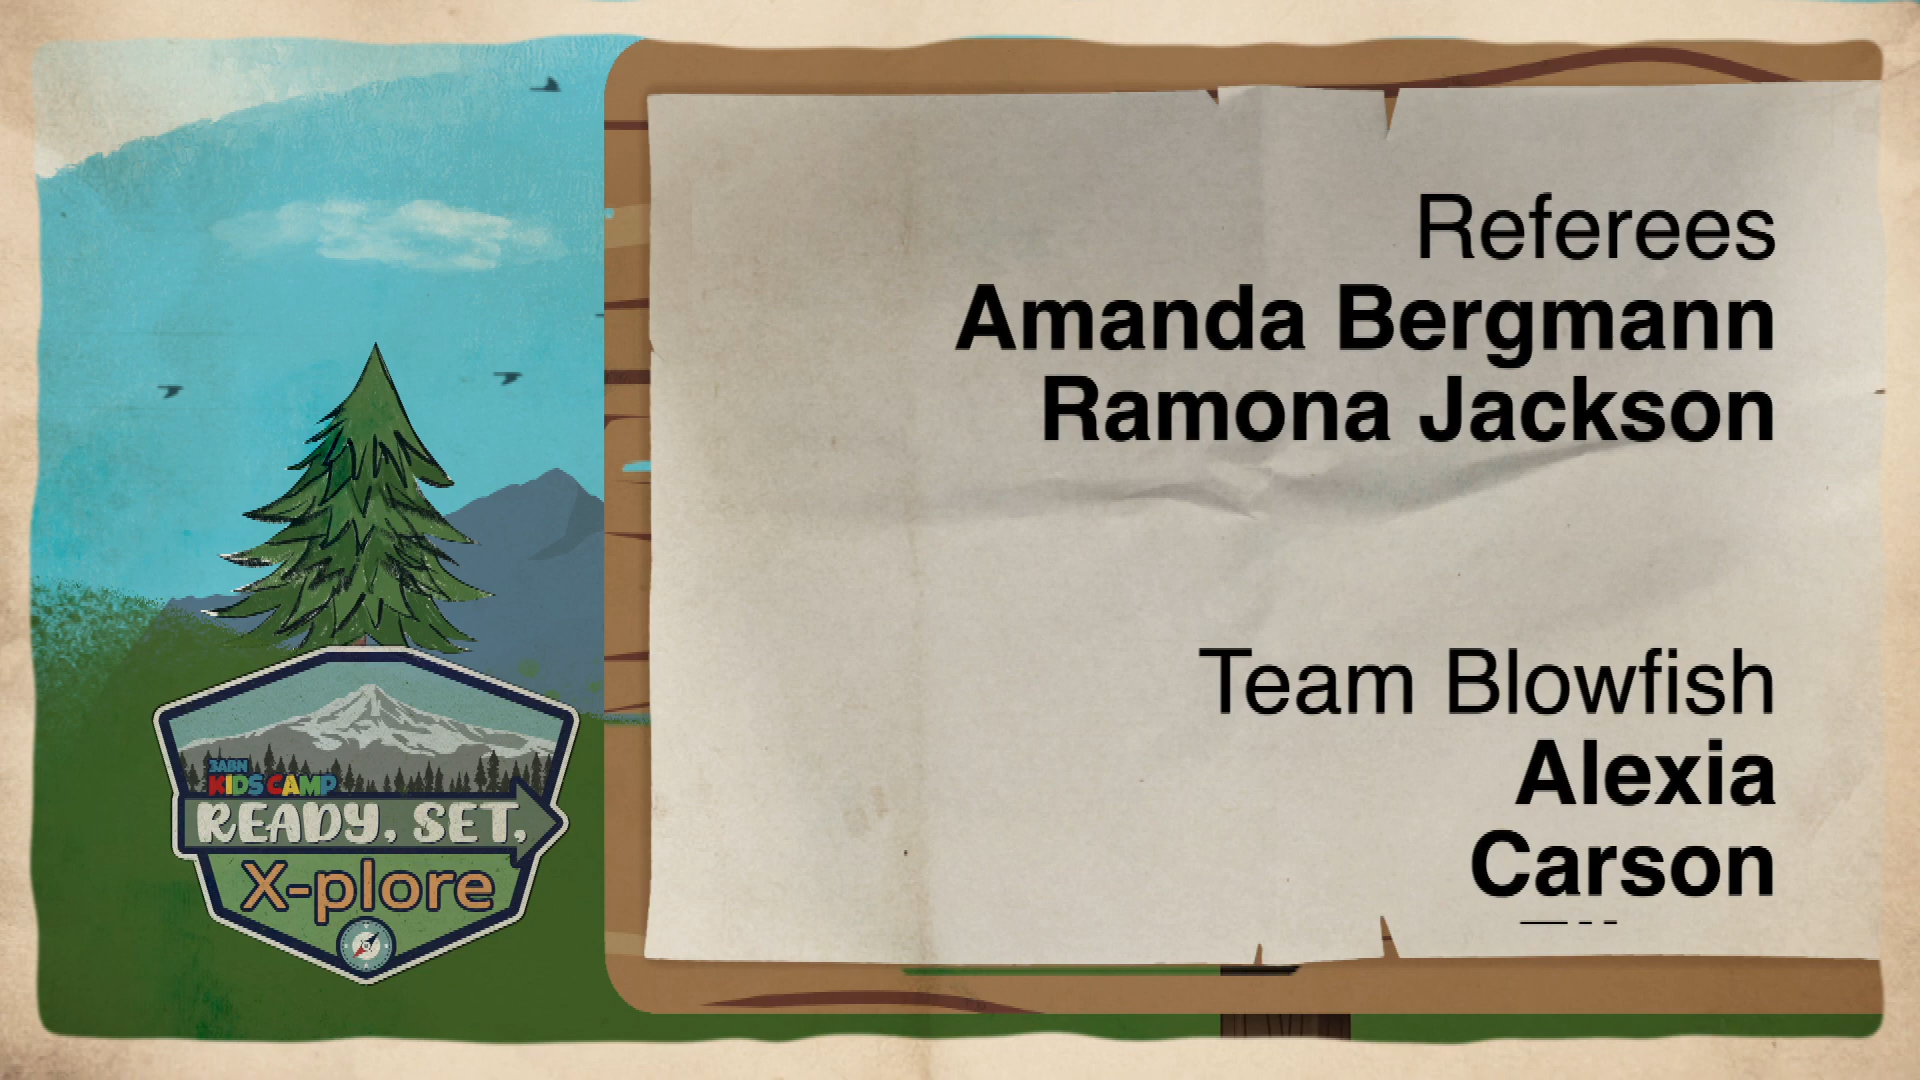 Referees
Amanda Bergmann
Ramona Jackson
Team Blowfish
Alexia
Carson
3ABN
KIDS CAMP
READY, SET,
X-plore